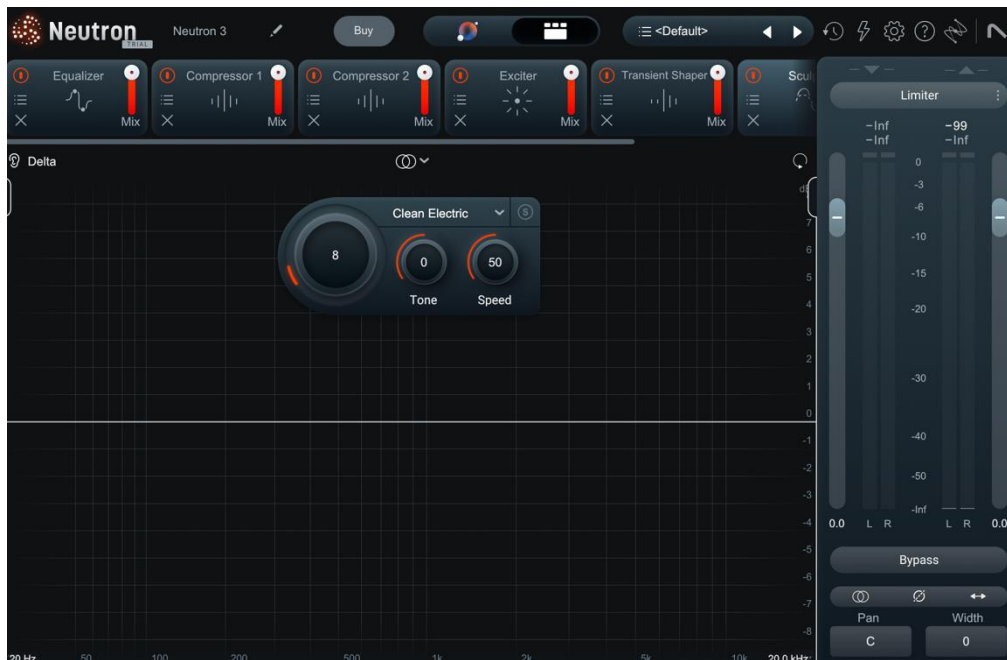 Neutron
TRIAL
Neutron 3
Buy
<Default>
Equalizer
Mix
Compressor 1
Mix
Compressor 2
Mix
Exciter
Mix
Transient Shaper
Mix
Scul
Delta
Clean Electric
S
8
0
50
Tone
Speed
7
6
5
4
3
2
1
0
-1
-2
-3
-4
-5
-6
-7
-8
20 Hz 50 100 200 500 1k 2k 5k 10k 20.0 kHz
Limiter
-Inf -99
-Inf -Inf
0
-3
-6
-10
-15
-20
-30
-40
-50
-Inf
0.0 L R L R 0.0
Bypass
Pan Width
C 0